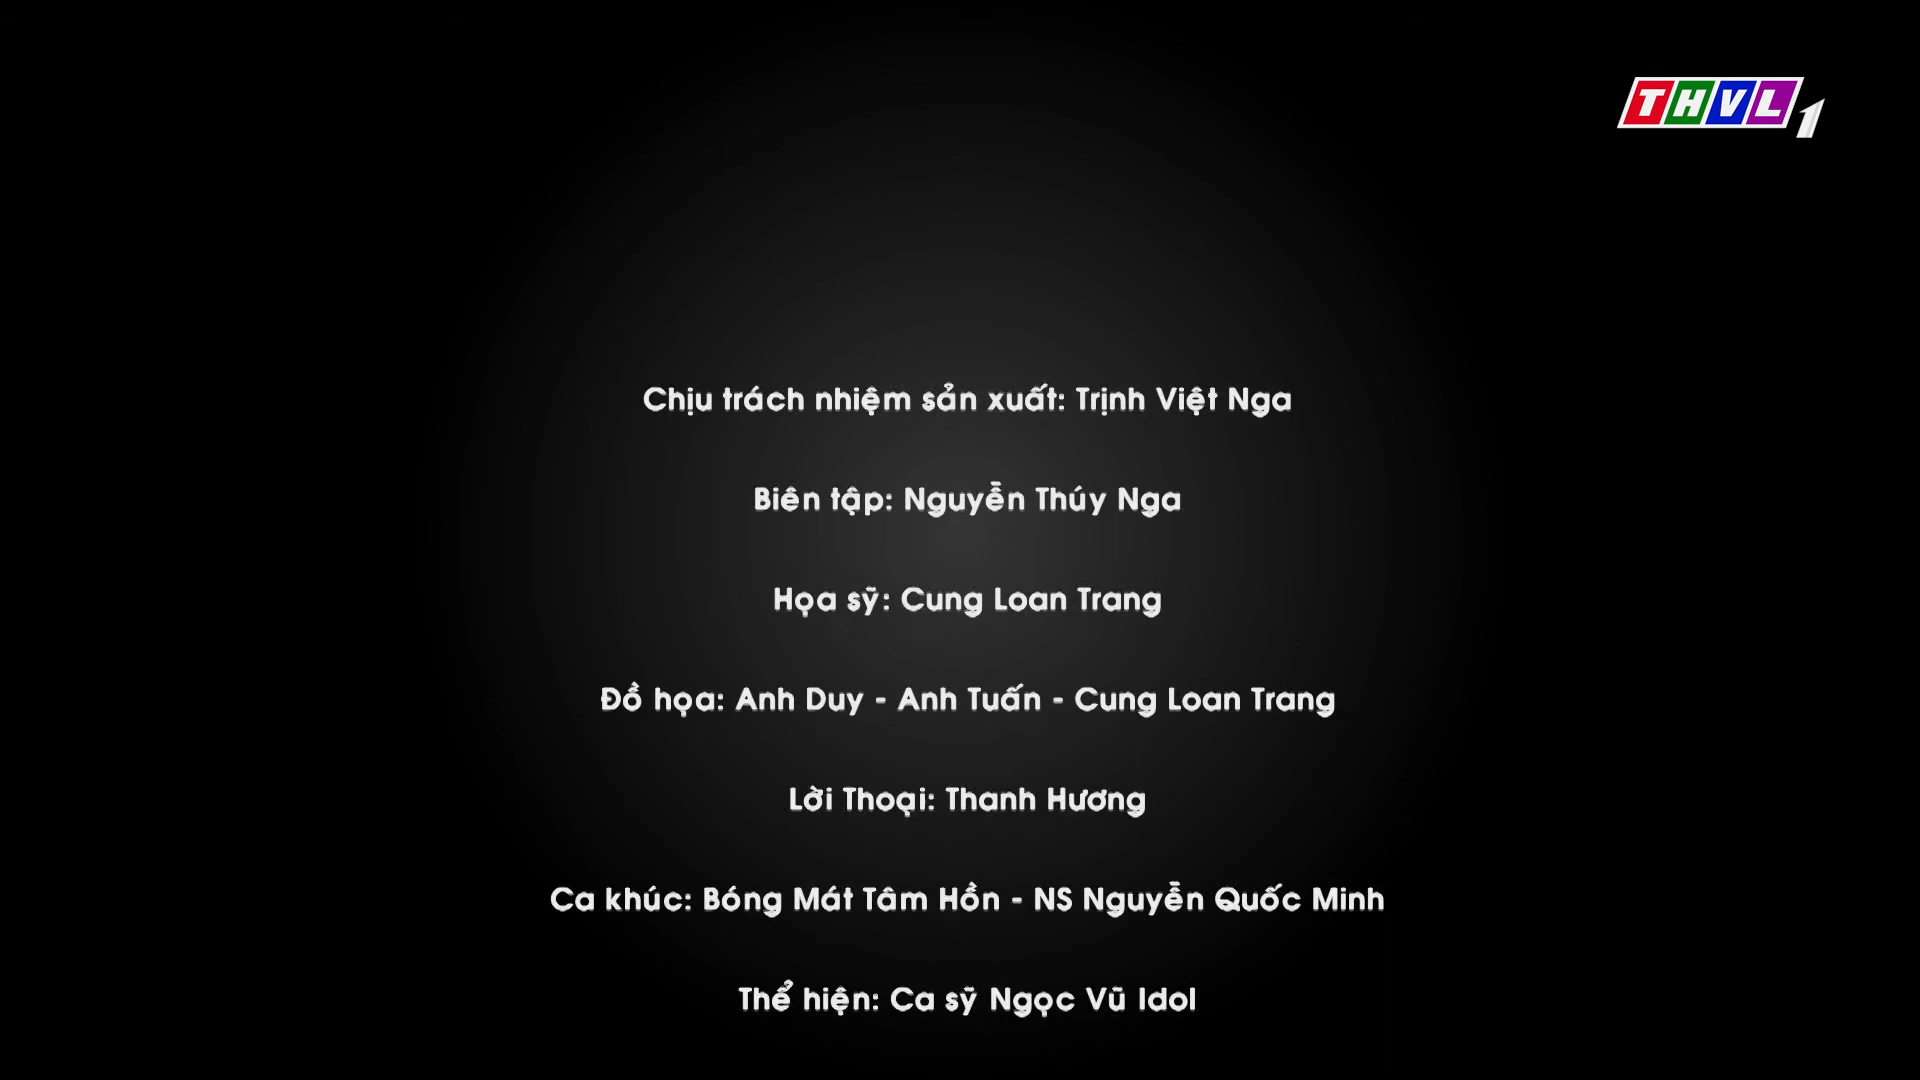 THVL1
Chịu trách nhiệm sản xuất: Trịnh Việt Nga
Biên tập: Nguyễn Thúy Nga
Họa sỹ: Cung Loan Trang
Đồ họa: Anh Duy - Anh Tuấn - Cung Loan Trang
Lời Thoại: Thanh Hương
Ca khúc: Bóng Mát Tâm Hồn - NS Nguyễn Quốc Minh
Thể hiện: Ca sỹ Ngọc Vũ Idol